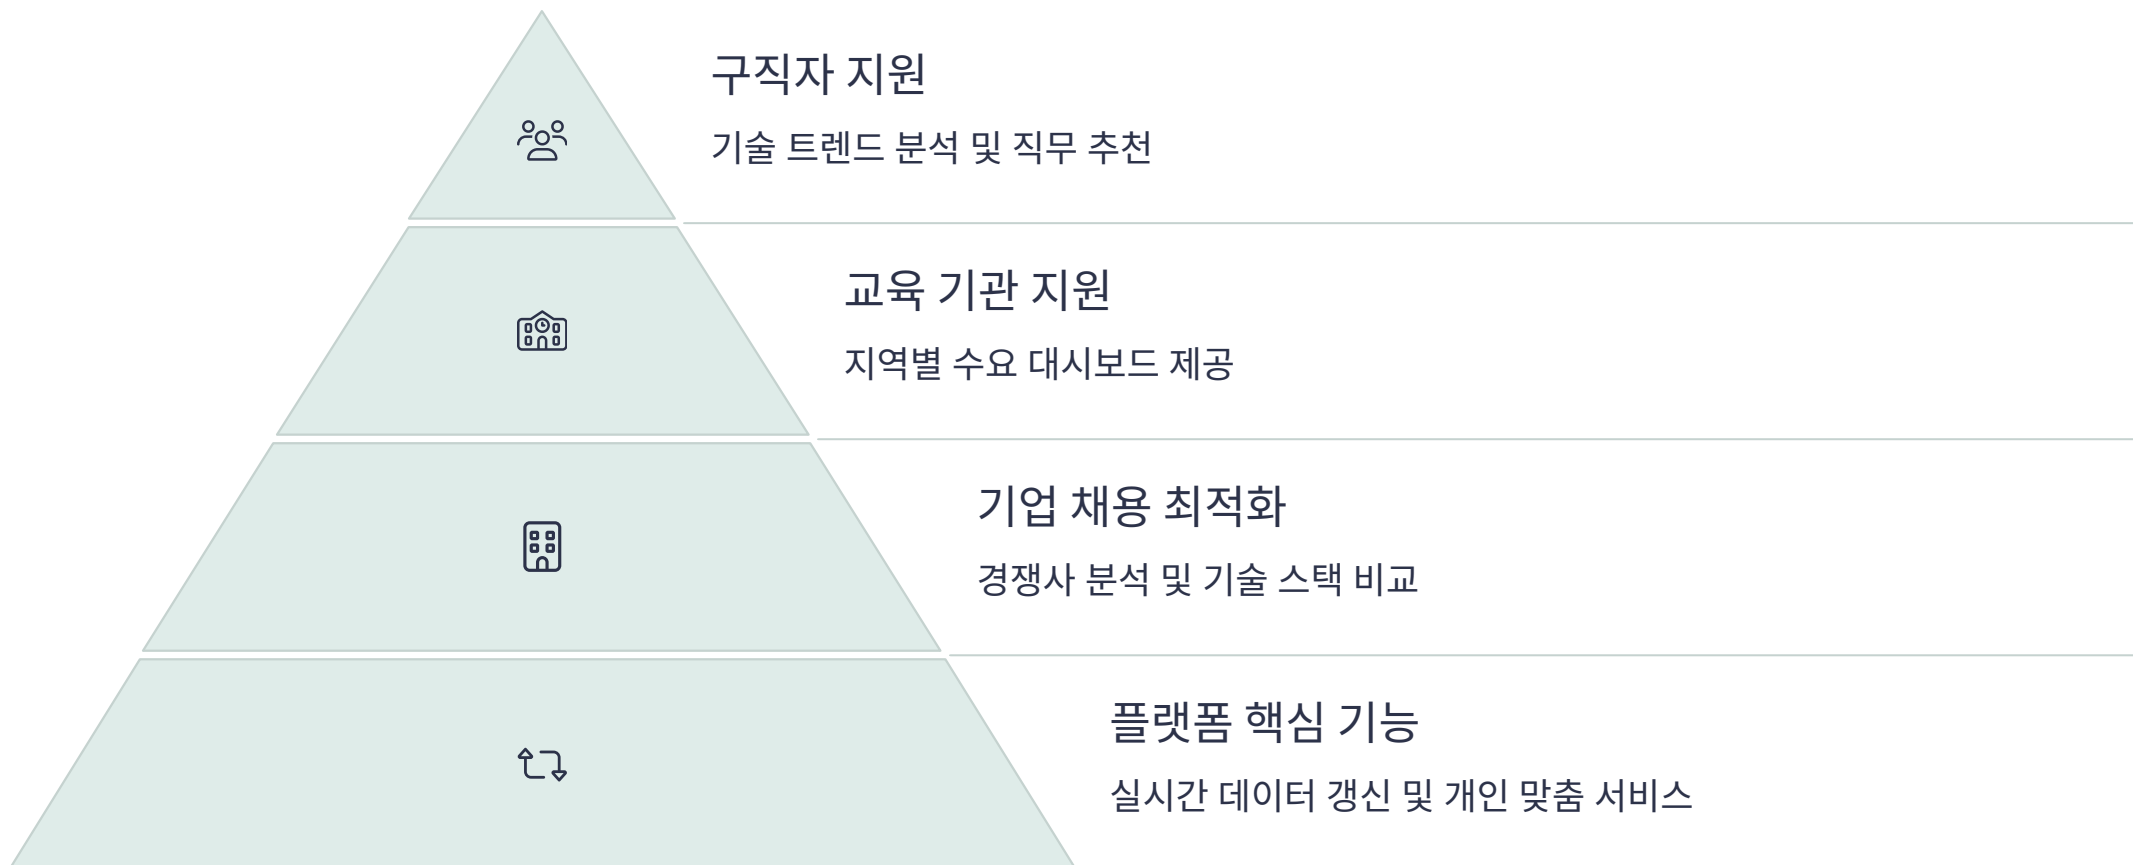 구직자 지원
기술 트렌드 분석 및 직무 추천
교육 기관 지원
지역별 수요 대시보드 제공
기업 채용 최적화
경쟁사 분석 및 기술 스택 비교
플랫폼 핵심 기능
실시간 데이터 갱신 및 개인 맞춤 서비스